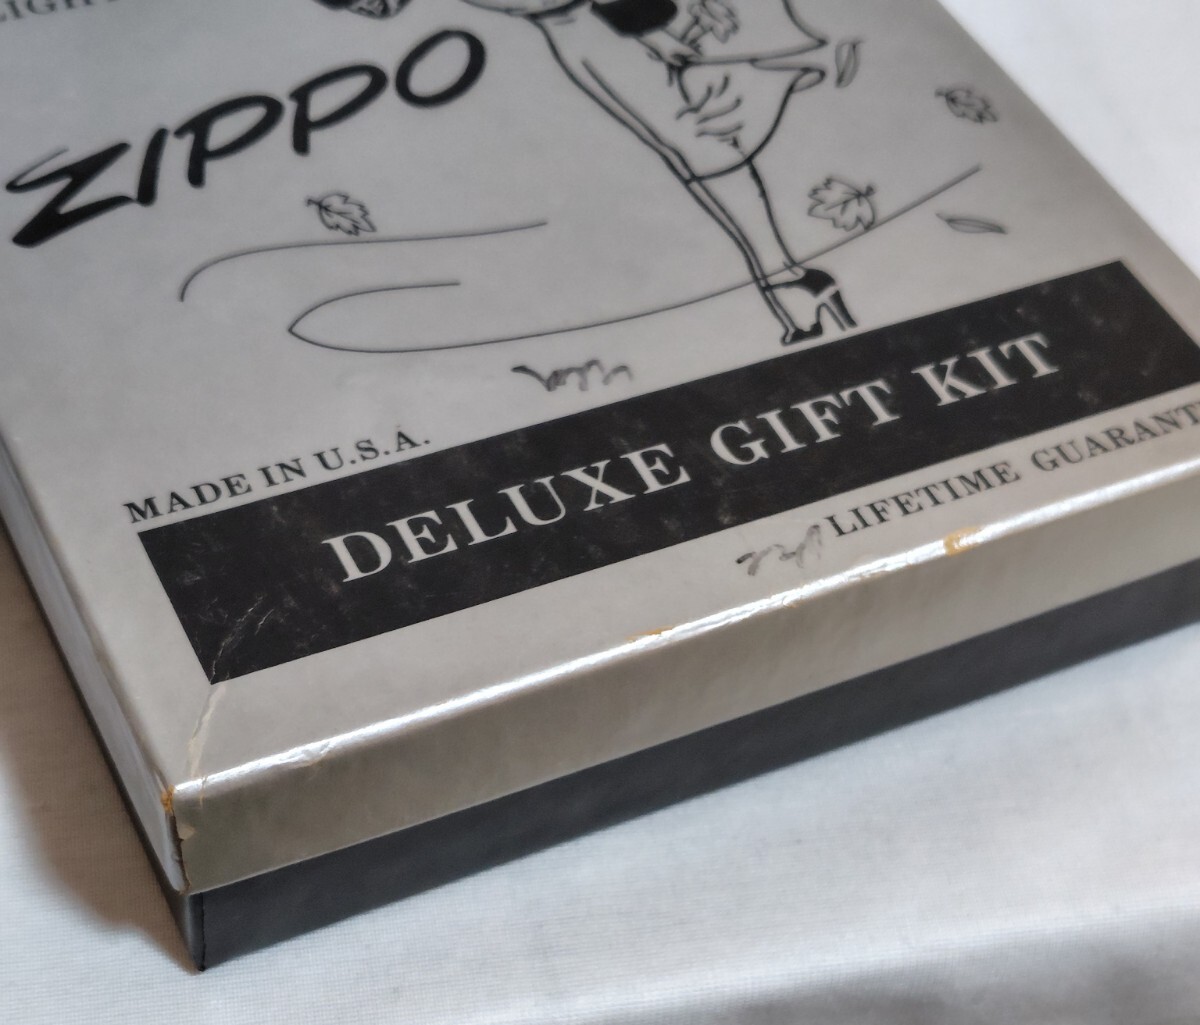 ZIPPO
MADE IN U.S.A.
DELUXE GIFT KIT
LIFETIME GUARANT